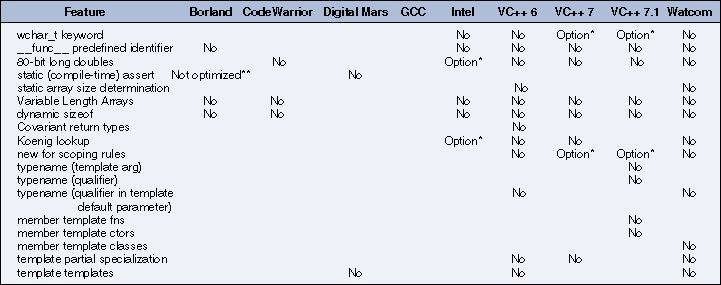 Feature Borland CodeWarrior Digital Mars GCC Intel VC++ 6 VC++ 7 VC++ 7.1 Watcom
wchar_t keyword No No Option* Option* No
__func__ predefined identifier No No No No No No
80-bit long doubles No Option* No No No No
static (compile-time) assert Not optimized** No
static array size determination No No
Variable Length Arrays No No No No No No No
dynamic sizeof No No No No No No No
Covariant return types No
Koenig lookup Option* No No No
new for scoping rules No Option* Option* No
typename (template arg) No
typename (qualifier) No
typename (qualifier in template No No
default parameter)
member template fns No
member template ctors No
member template classes No
template partial specialization No No No
template templates No No No